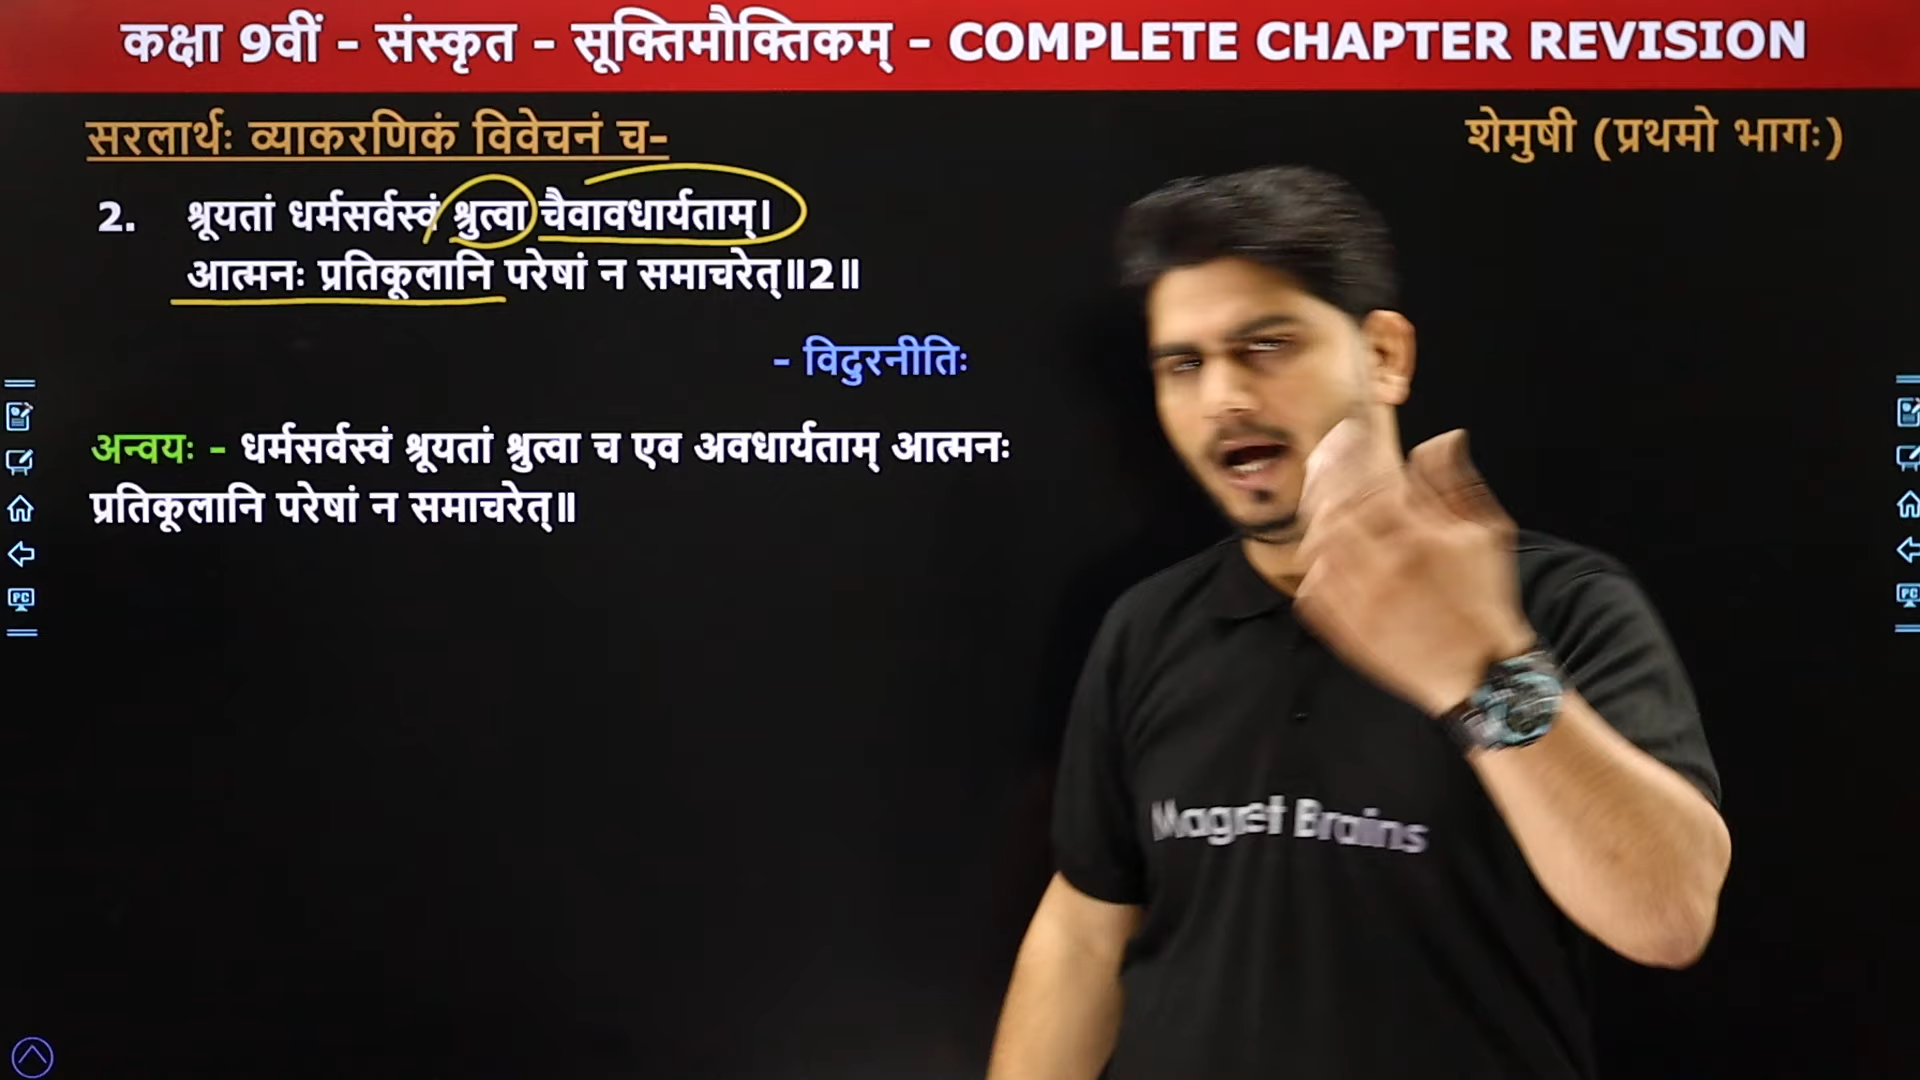 कक्षा 9वीं - संस्कृत - सूक्तिमौक्तिकम् - COMPLETE CHAPTER REVISION
सरलार्थः व्याकरणिकं विवेचनं च-
शेमुषी (प्रथमो भागः)
2. श्रूयतां धर्मसर्वस्वं श्रुत्वा चैवावधार्यताम्।
आत्मनः प्रतिकूलानि परेषां न समाचरेत्॥2॥
- विदुरनीतिः
अन्वयः - धर्मसर्वस्वं श्रूयतां श्रुत्वा च एव अवधार्यताम् आत्मनः
प्रतिकूलानि परेषां न समाचरेत्॥
Magnet Brains
PC
PC